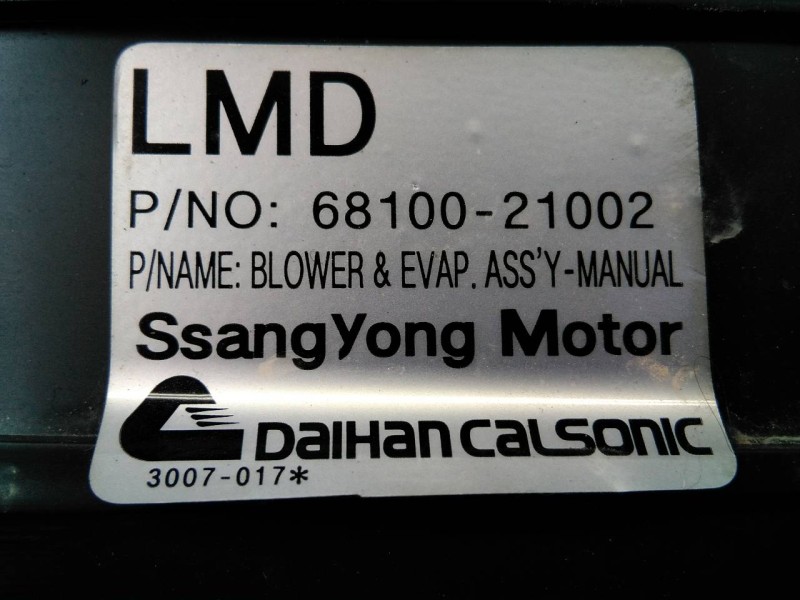 LMD
P/NO: 68100-21002
P/NAME: BLOWER & EVAP. ASS'Y-MANUAL
SsangYong Motor
DaiHan CaLSONIC
3007-017*